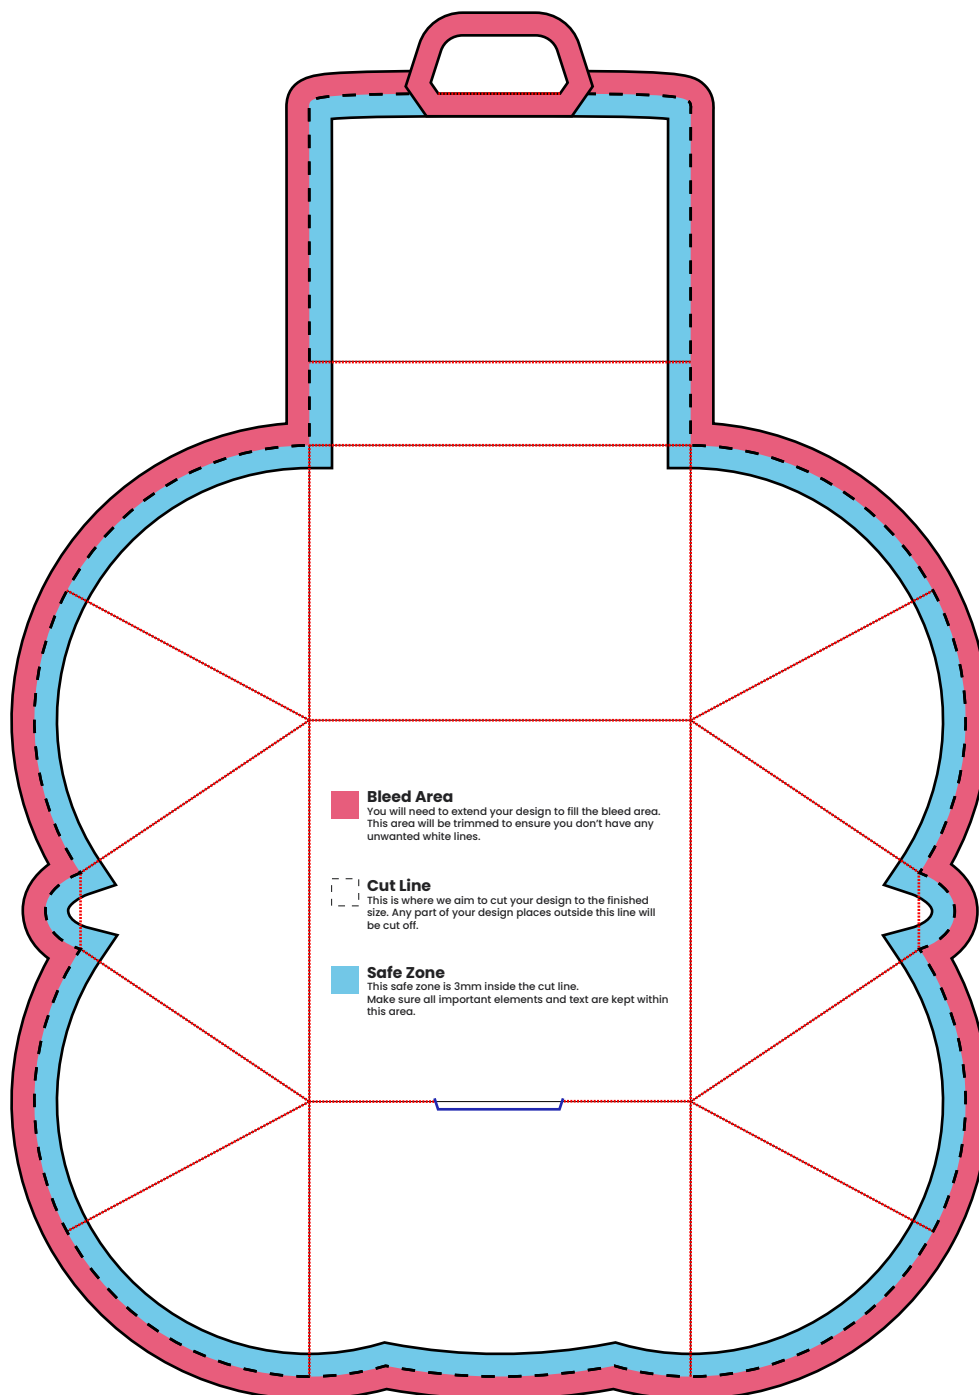 Bleed Area
You will need to extend your design to fill the bleed area.
This area will be trimmed to ensure you don't have any
unwanted white lines.
Cut Line
This is where we aim to cut your design to the finished
size. Any part of your design places outside this line will
be cut off.
Safe Zone
This safe zone is 3mm inside the cut line.
Make sure all important elements and text are kept within
this area.